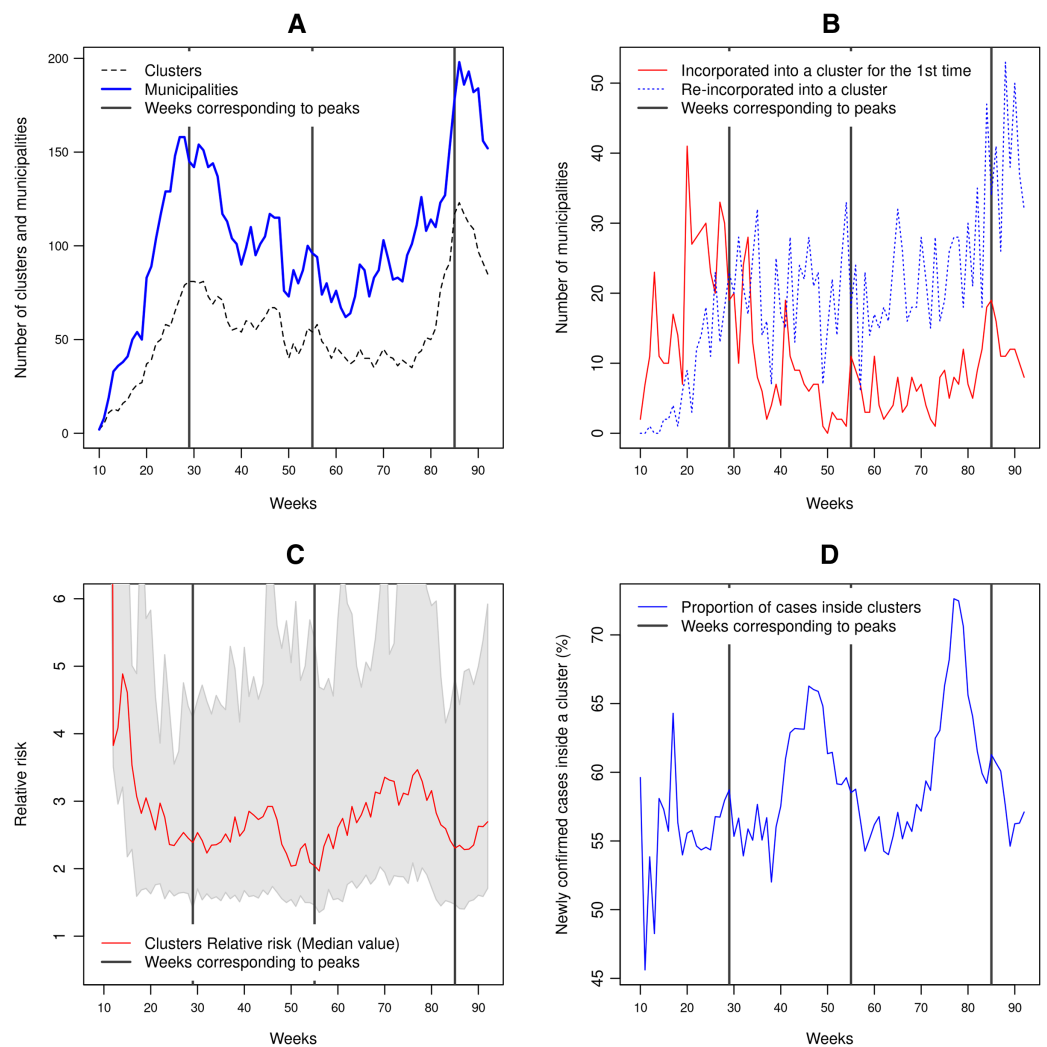 A
Clusters
Municipalities
Weeks corresponding to peaks
Number of clusters and municipalities
200
150
100
50
0
10 20 30 40 50 60 70 80 90
Weeks
B
Incorporated into a cluster for the 1st time
Re-incorporated into a cluster
Weeks corresponding to peaks
Number of municipalities
50
40
30
20
10
0
10 20 30 40 50 60 70 80 90
Weeks
C
Relative risk
6
5
4
3
2
1
Clusters Relative risk (Median value)
Weeks corresponding to peaks
10 20 30 40 50 60 70 80 90
Weeks
D
Proportion of cases inside clusters
Weeks corresponding to peaks
Newly confirmed cases inside a cluster (%)
70
65
60
55
50
45
10 20 30 40 50 60 70 80 90
Weeks